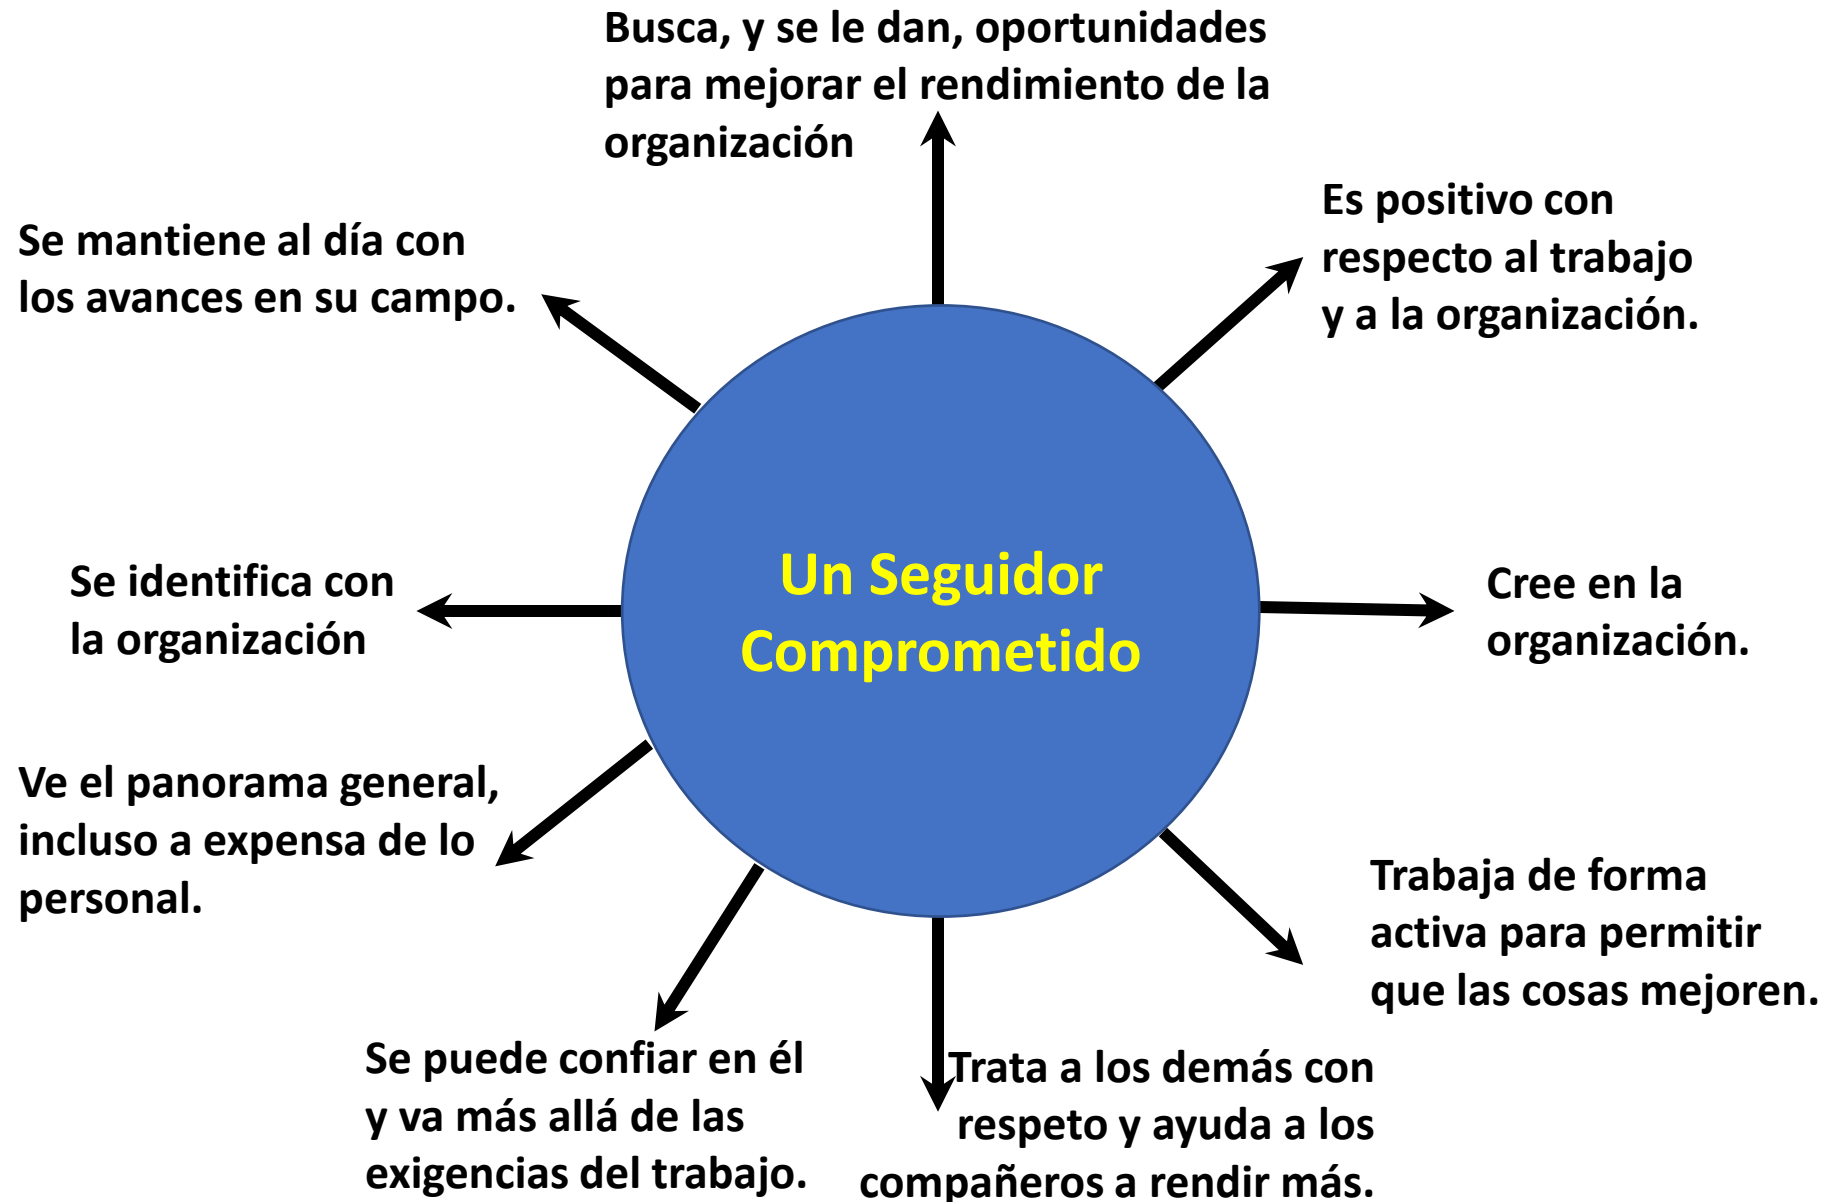 Busca, y se le dan, oportunidades
para mejorar el rendimiento de la
organización
Es positivo con
respecto al trabajo
y a la organización.
Se mantiene al día con
los avances en su campo.
Un Seguidor
Comprometido
Se identifica con
la organización
Cree en la
organización.
Ve el panorama general,
incluso a expensa de lo
personal.
Trabaja de forma
activa para permitir
que las cosas mejoren.
Se puede confiar en él
y va más allá de las
exigencias del trabajo.
Trata a los demás con
respeto y ayuda a los
compañeros a rendir más.